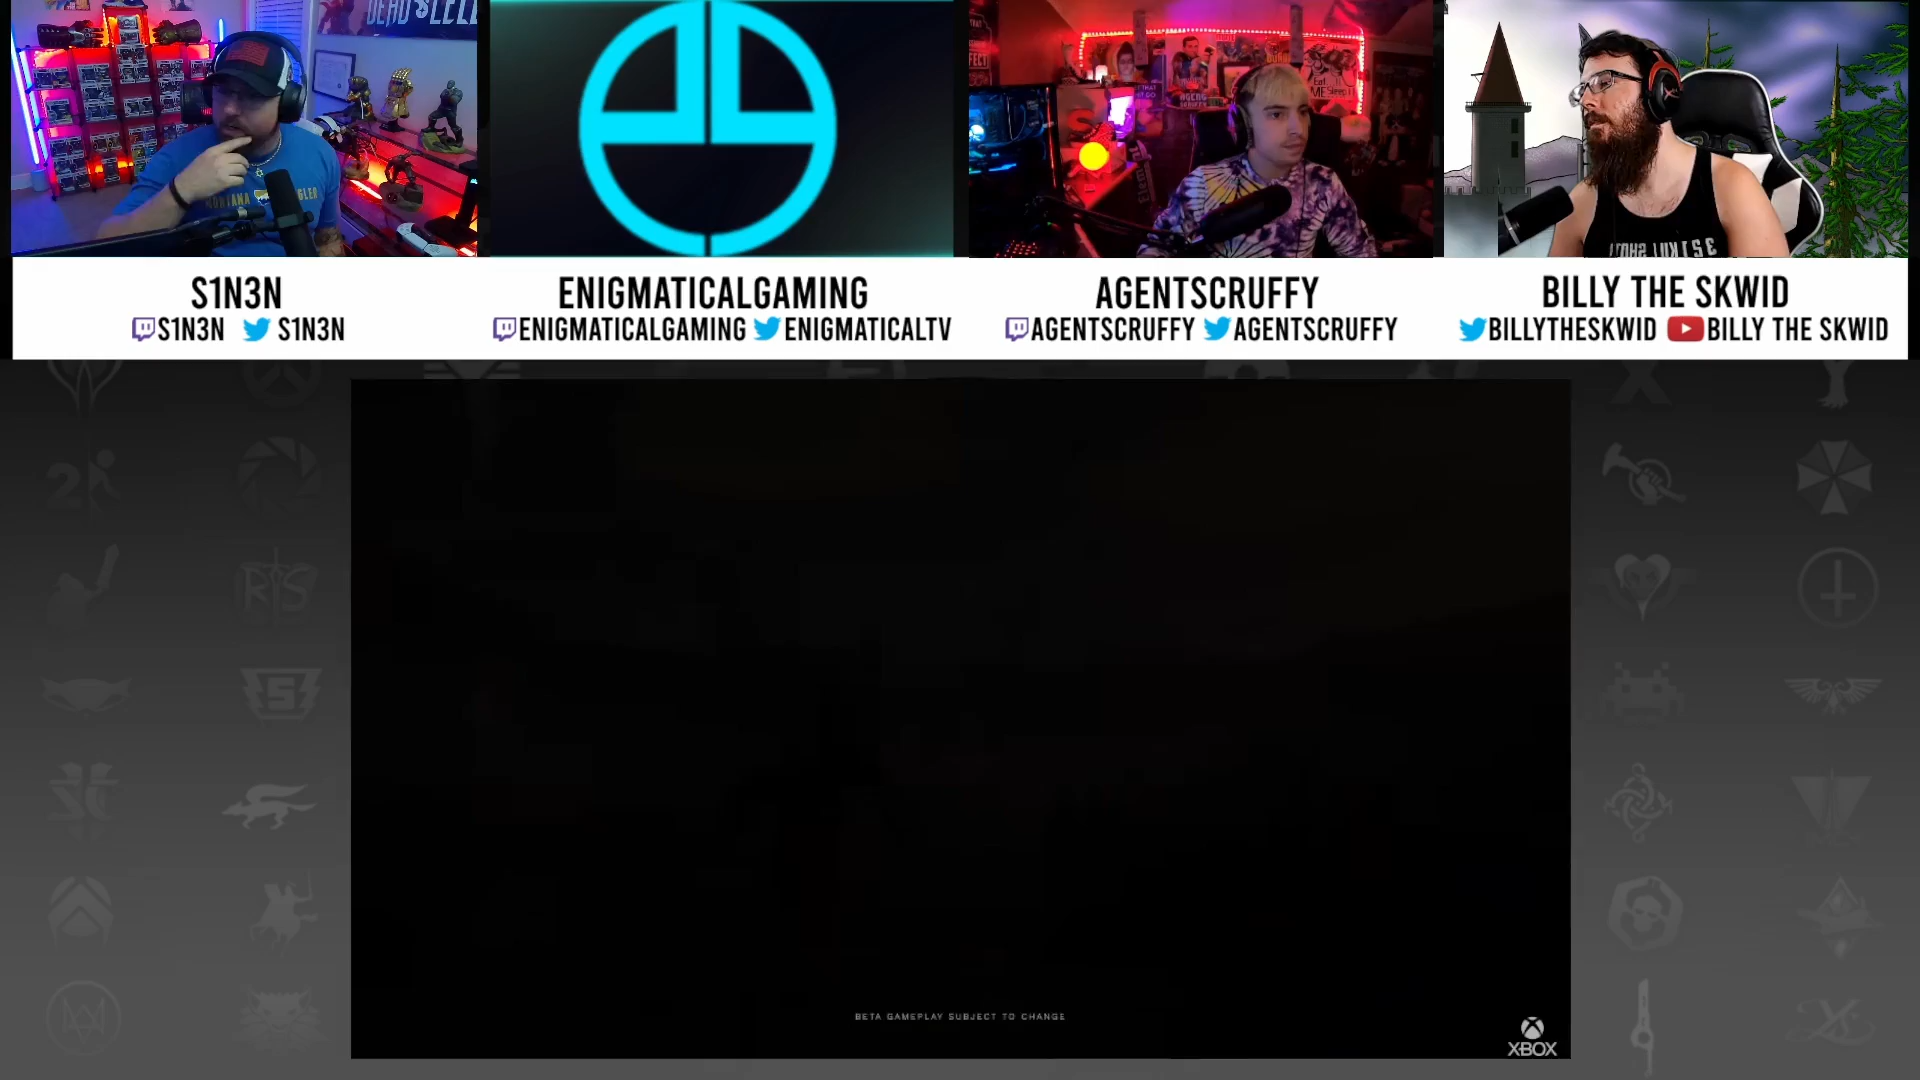 S1N3N
S1N3N S1N3N
ENIGMATICALGAMING
ENIGMATICALGAMING ENIGMATICALTV
AGENTSCRUFFY
AGENTSCRUFFY AGENTSCRUFFY
BILLY THE SKWID
BILLYTHESKWID BILLY THE SKWID
BETA GAMEPLAY SUBJECT TO CHANGE
XBOX